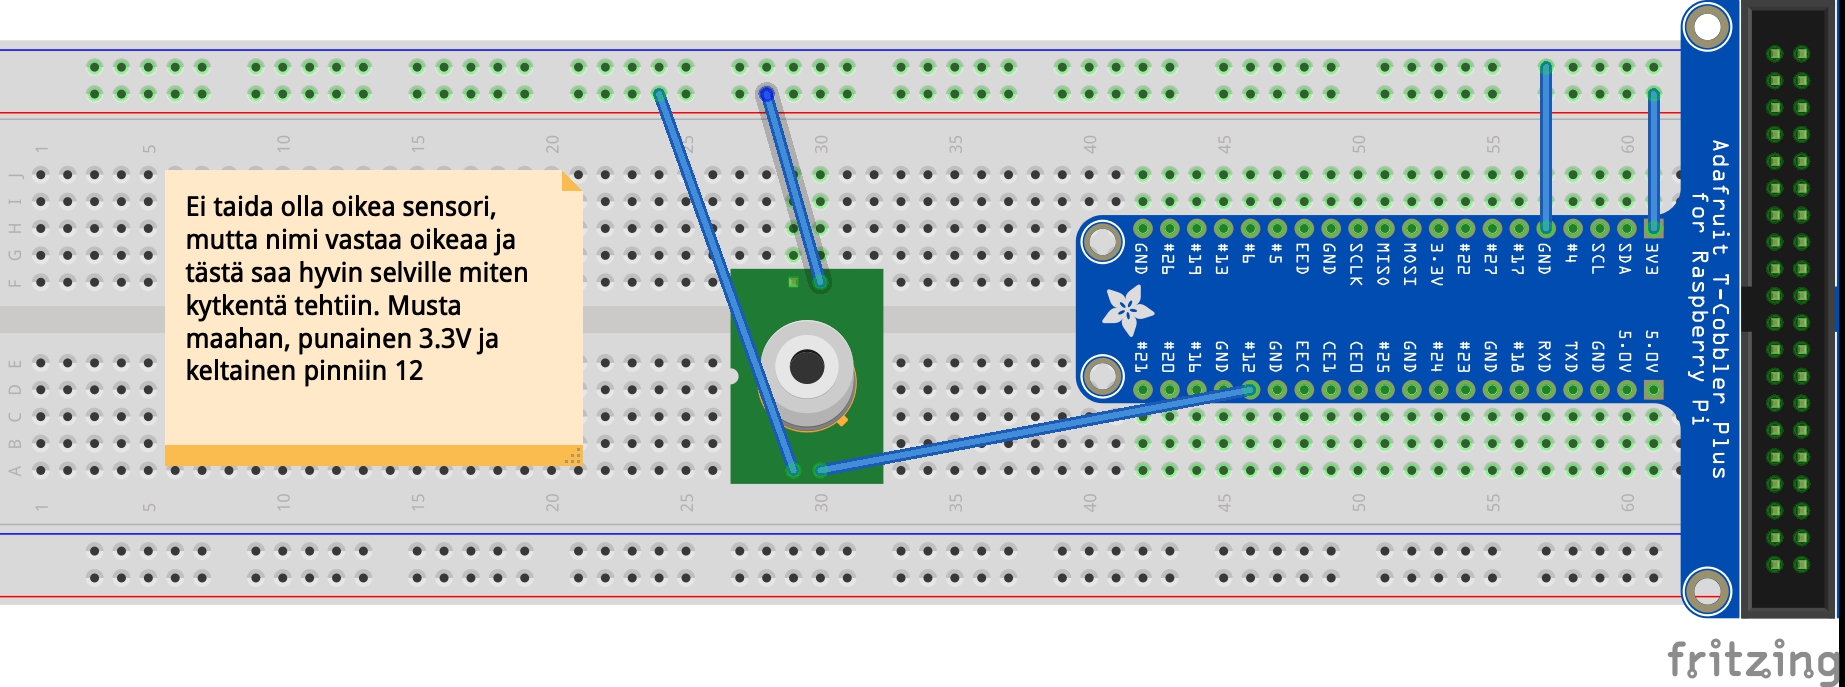 1 5 10 15 20 25 30 35 40 45 50 55 60
J
I
H
G
F
Ei taida olla oikea sensori,
mutta nimi vastaa oikeaa ja
tästä saa hyvin selville miten
kytkentä tehtiin. Musta
maahan, punainen 3.3V ja
keltainen pinniin 12
GND #26 #19 #13 #6 #5 EED GND SCLK MISO MOSI 3.3V #22 #27 #17 GND #4 SCL SDA 3V3
#21 #20 #16 GND #12 GND EEC CE1 CE0 #25 GND #24 #23 GND #18 RXD TXD GND 5.0V 5.0V
Adafruit T-Cobbler Plus
for Raspberry Pi
E
D
C
B
A
1 5 10 15 20 25 30 35 40 45 50 55 60
fritzing